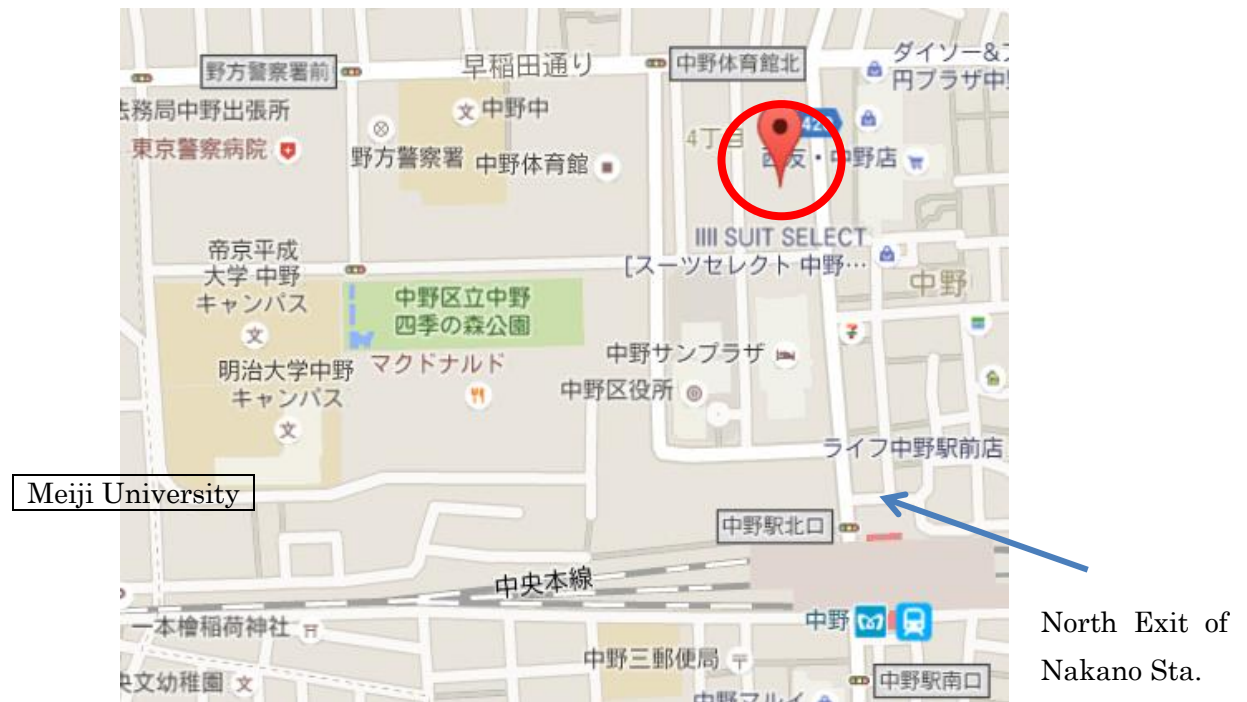 ダイソー&
円プラザ中
野方警察署前
早稲田通り
中野体育館北
務局中野出張所
中野中
東京警察病院
野方警察署
中野体育館
4丁目
420
西友・中野店
IIII SUIT SELECT
[スーツセレクト 中野…
帝京平成
大学 中野
キャンパス
中野
中野区立中野
四季の森公園
明治大学中野
キャンパス
マクドナルド
中野サンプラザ
中野区役所
ライフ中野駅前店
Meiji University
中野駅北口
中央本線
一本檜稲荷神社
中野
North Exit of
Nakano Sta.
中野三郵便局
央文幼稚園
中野駅南口
中野マルイ